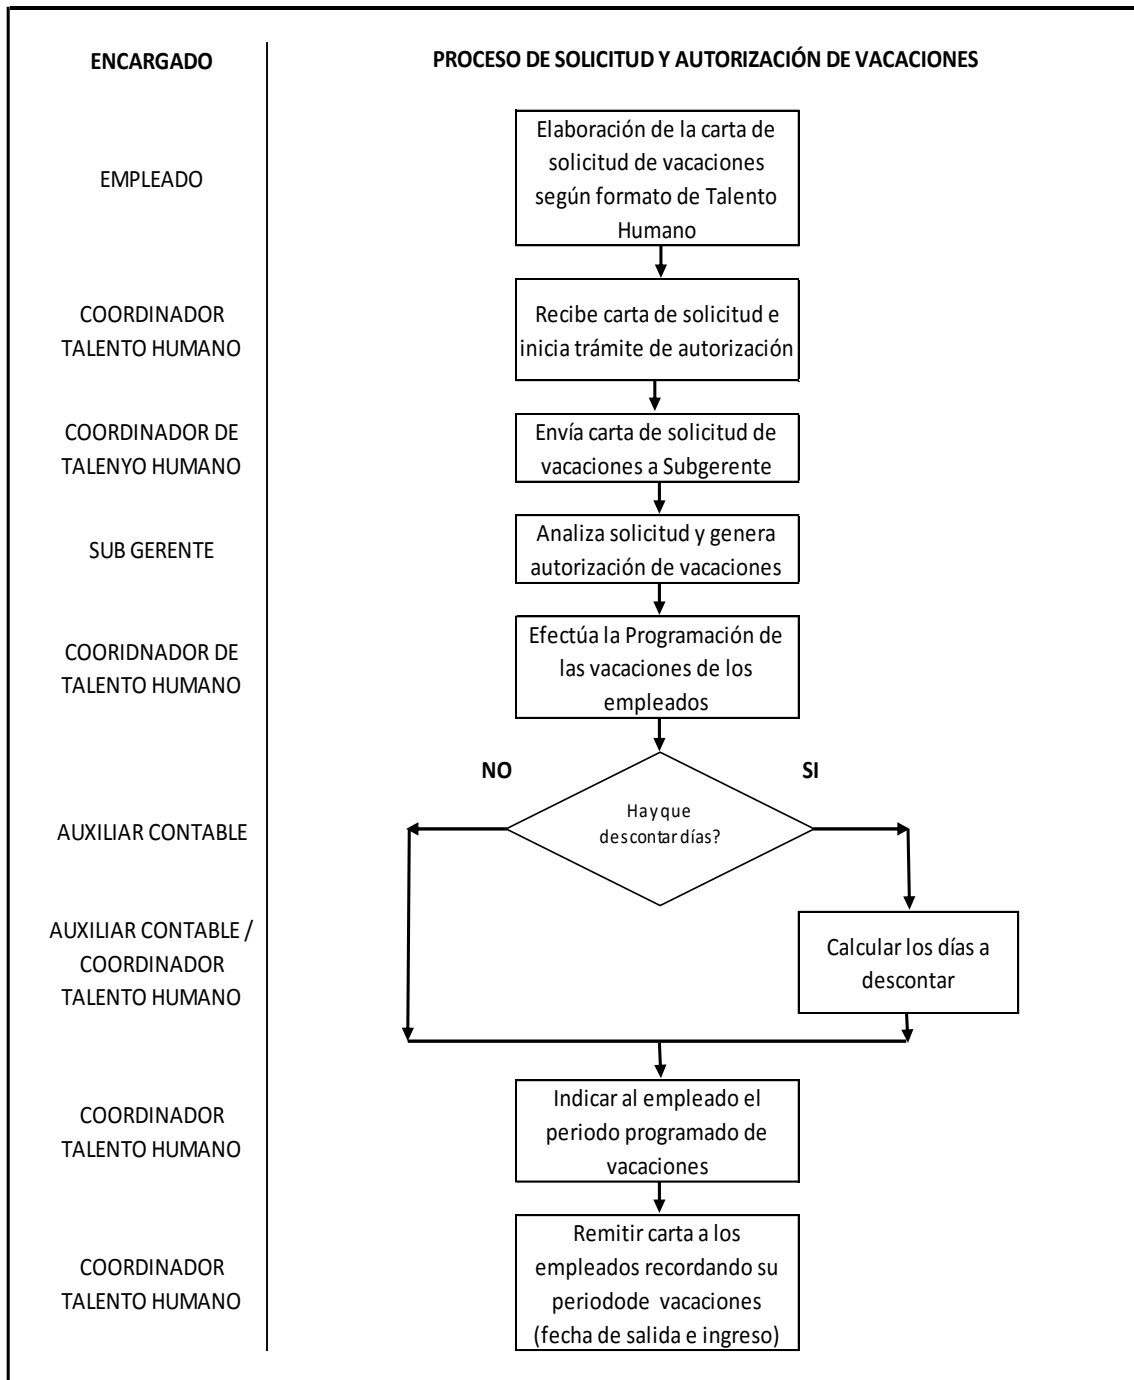 ENCARGADO
PROCESO DE SOLICITUD Y AUTORIZACIÓN DE VACACIONES
EMPLEADO
Elaboración de la carta de
solicitud de vacaciones
según formato de Talento
Humano
COORDINADOR
TALENTO HUMANO
Recibe carta de solicitud e
inicia trámite de autorización
COORDINADOR DE
TALENYO HUMANO
Envía carta de solicitud de
vacaciones a Subgerente
SUB GERENTE
Analiza solicitud y genera
autorización de vacaciones
COORIDNADOR DE
TALENTO HUMANO
Efectúa la Programación de
las vacaciones de los
empleados
NO
SI
AUXILIAR CONTABLE
Hay que
descontar días?
AUXILIAR CONTABLE /
COORDINADOR
TALENTO HUMANO
Calcular los días a
descontar
COORDINADOR
TALENTO HUMANO
Indicar al empleado el
periodo programado de
vacaciones
COORDINADOR
TALENTO HUMANO
Remitir carta a los
empleados recordando su
periodode vacaciones
(fecha de salida e ingreso)